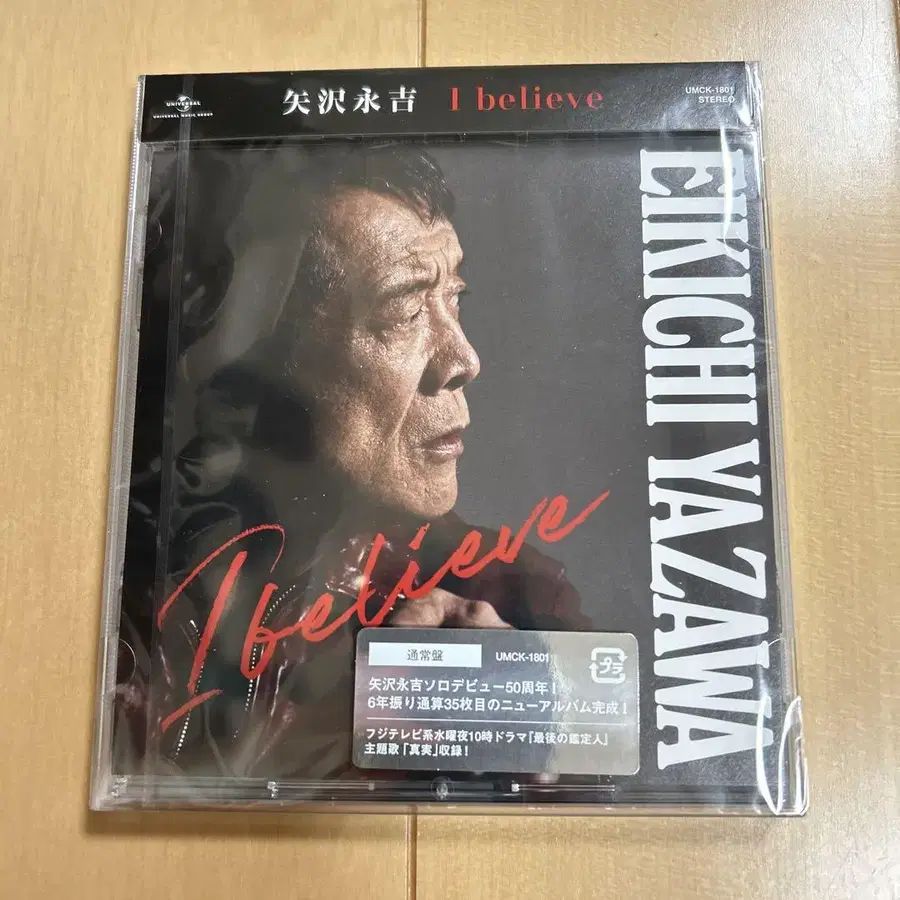 UNIVERSAL
UNIVERSAL MUSIC GROUP
矢沢永吉 I believe
UMCK-1801
STEREO
EIKICHI YAZAWA
I believe
通常盤
UMCK-1801
プラ
矢沢永吉ソロデビュー50周年!
6年振り通算35枚目のニューアルバム完成!
フジテレビ系水曜夜10時ドラマ「最後の鑑定人」
主題歌「真実」収録!